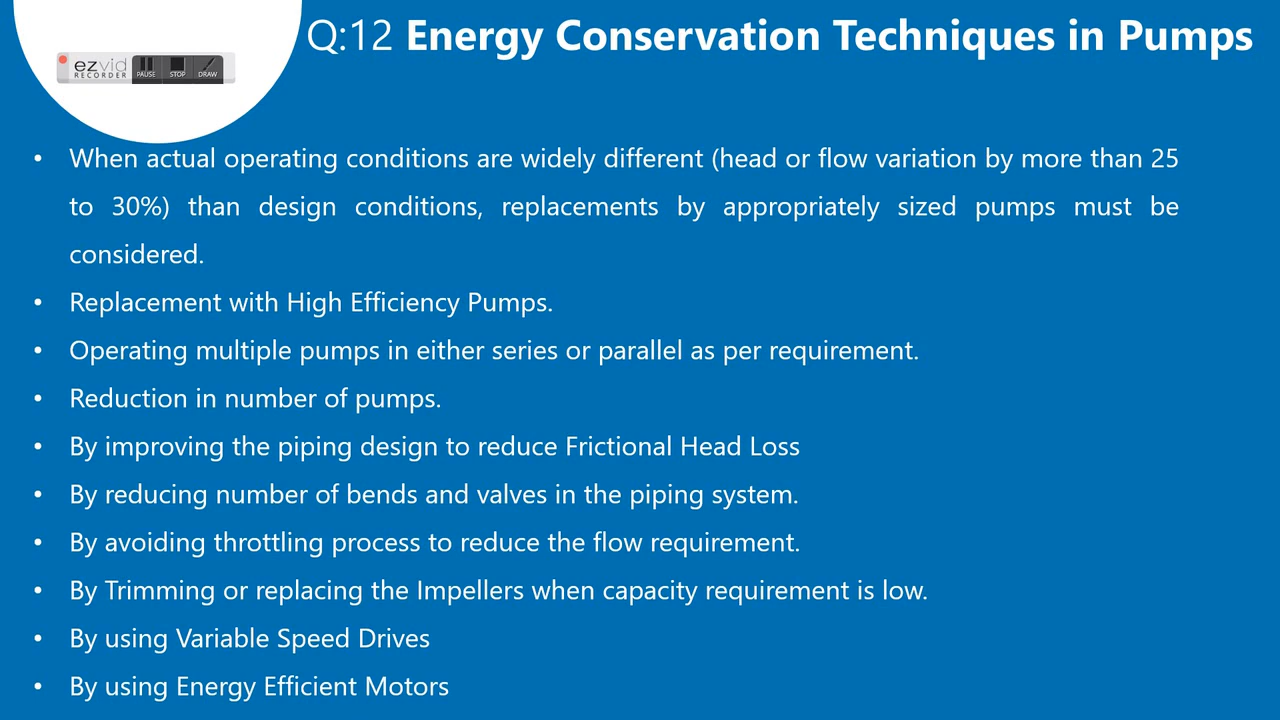 Q:12 Energy Conservation Techniques in Pumps
ezvid
RECORDER
PAUSE
STOP
DRAW
• When actual operating conditions are widely different (head or flow variation by more than 25
to 30%) than design conditions, replacements by appropriately sized pumps must be
considered.
• Replacement with High Efficiency Pumps.
• Operating multiple pumps in either series or parallel as per requirement.
• Reduction in number of pumps.
• By improving the piping design to reduce Frictional Head Loss
• By reducing number of bends and valves in the piping system.
• By avoiding throttling process to reduce the flow requirement.
• By Trimming or replacing the Impellers when capacity requirement is low.
• By using Variable Speed Drives
• By using Energy Efficient Motors